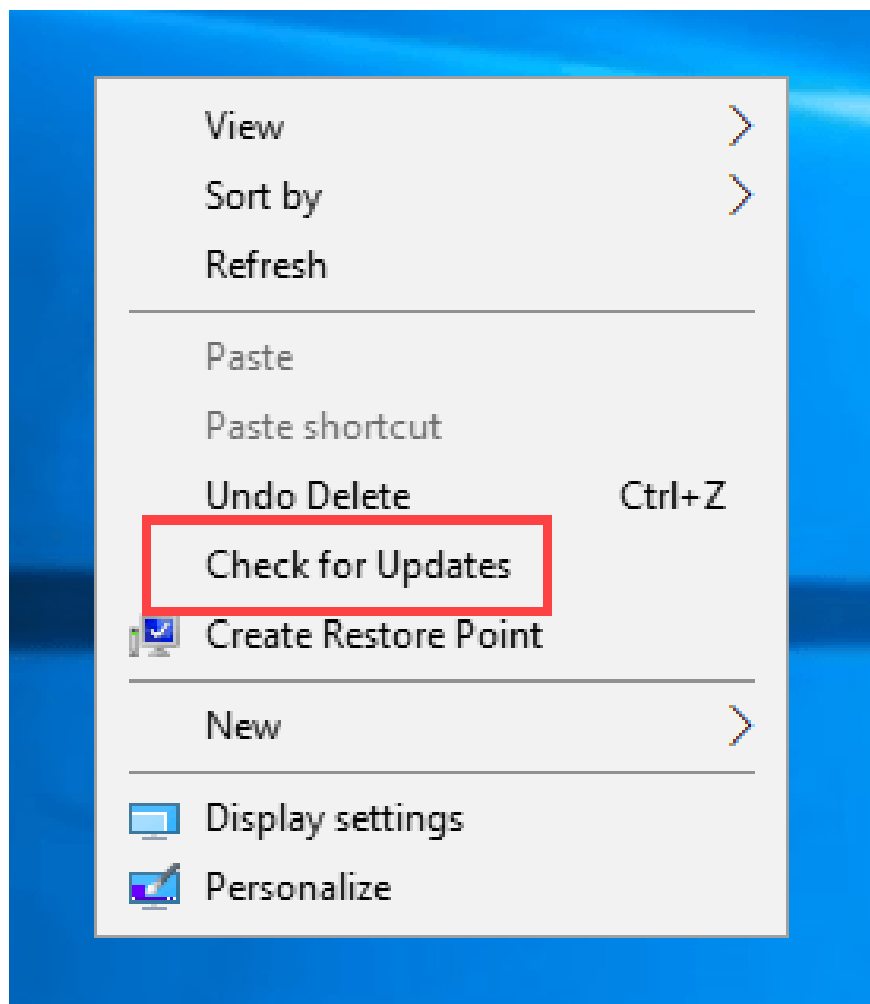 View
Sort by
Refresh
Paste
Paste shortcut
Undo Delete Ctrl+Z
Check for Updates
Create Restore Point
New
Display settings
Personalize